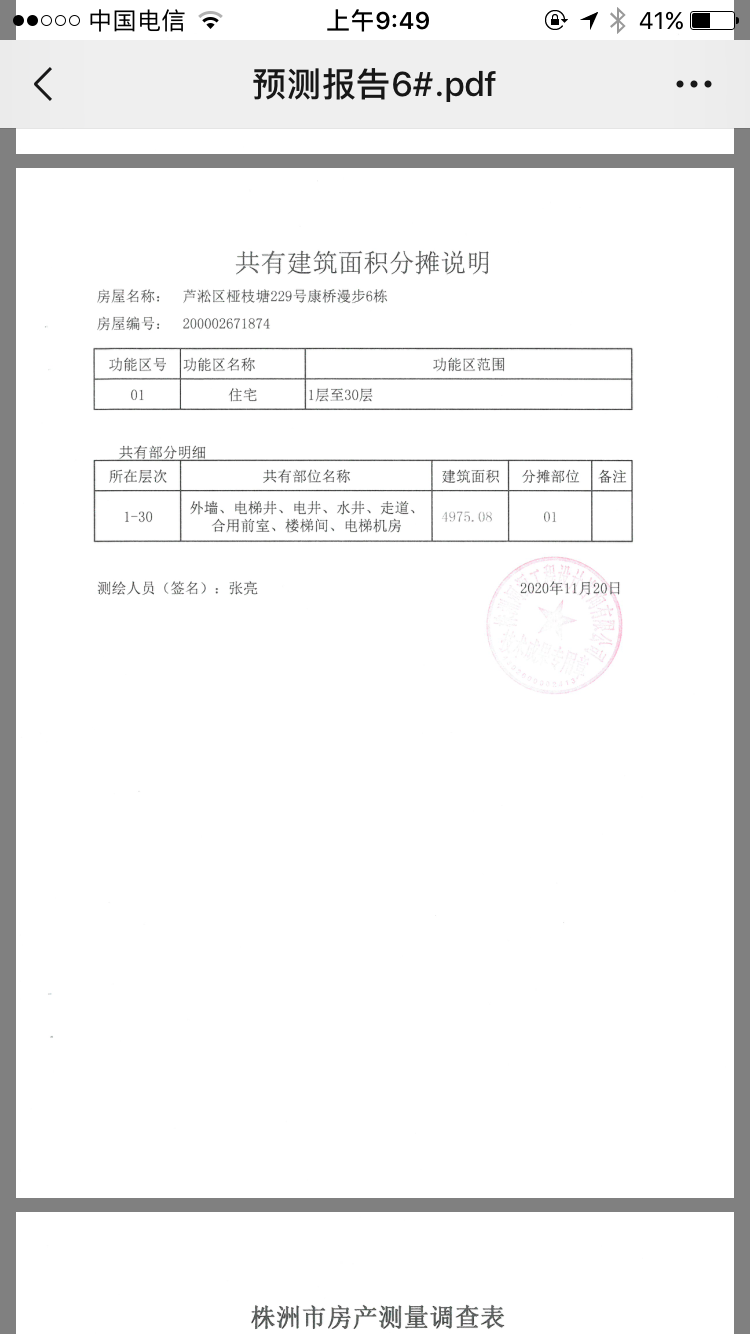 中国电信 上午9:49 41%
预测报告6#.pdf
共有建筑面积分摊说明
房屋名称： 芦淞区桠枝塘229号康桥漫步6栋
房屋编号： 200002671874
功能区号 功能区名称 功能区范围
01 住宅 1层至30层
共有部分明细
所在层次 共有部位名称 建筑面积 分摊部位 备注
1-30 外墙、电梯井、电井、水井、走道、 4975.08 01
合用前室、楼梯间、电梯机房
测绘人员（签名）：张亮 2020年11月20日
株洲市房产测量调查表